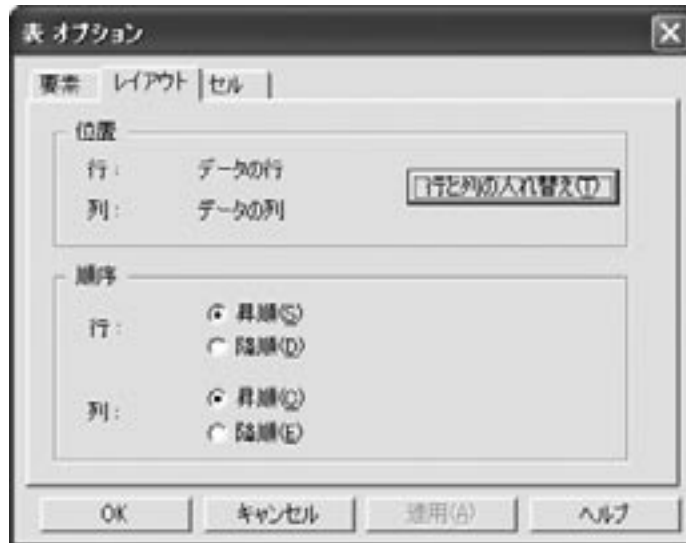 表 オプション
要素 レイアウト セル
位置
行: データの行
行と列の入れ替え(T)
列: データの列
順序
行:
昇順(S)
降順(D)
列:
昇順(C)
降順(E)
OK キャンセル 適用(A) ヘルプ